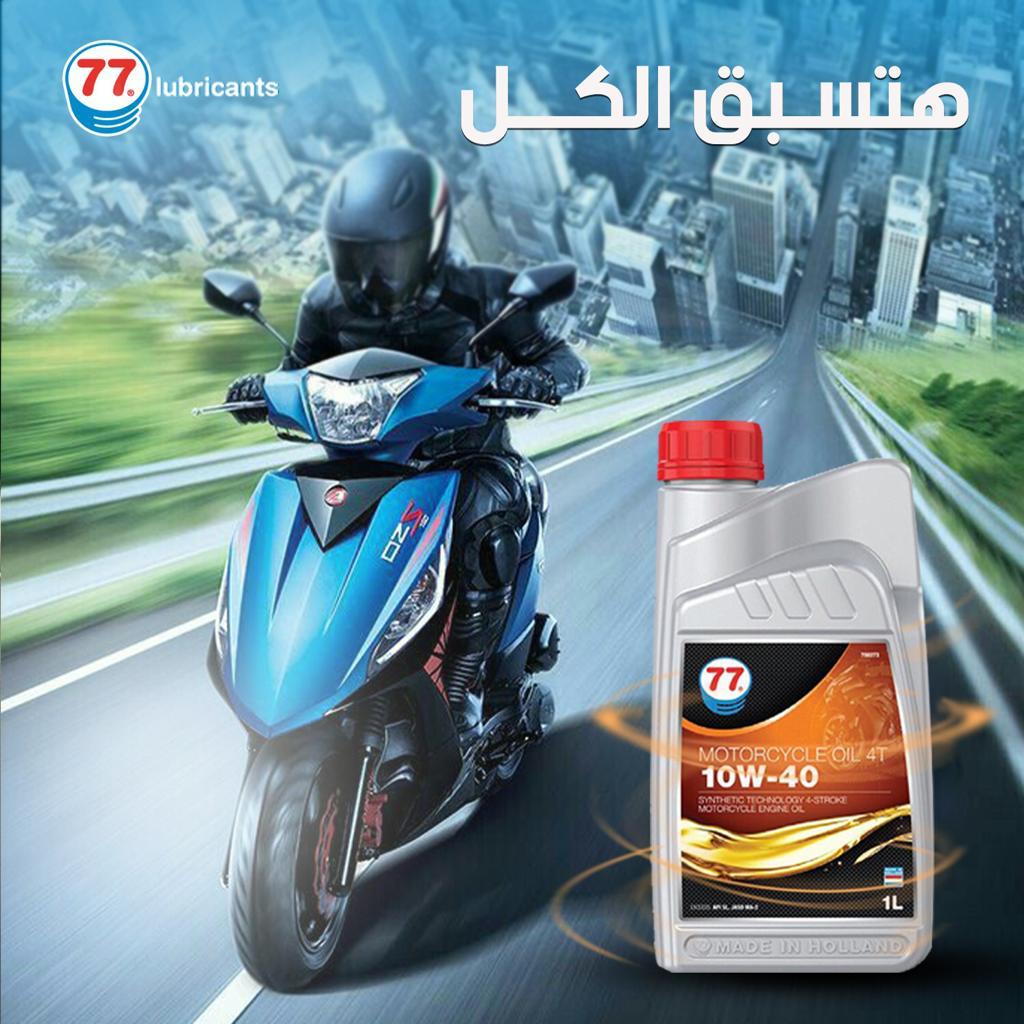 77 lubricants
هتسبق الكل
77
MOTORCYCLE OIL 4T
10W-40
SYNTHETIC TECHNOLOGY 4-STROKE
MOTORCYCLE ENGINE OIL
1L
MADE IN HOLLAND